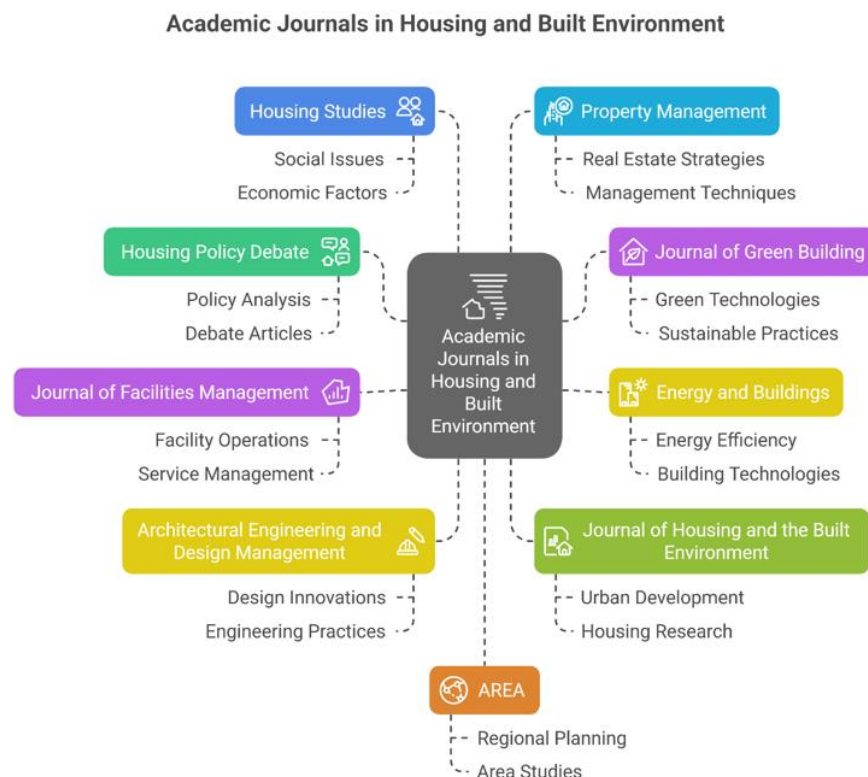 Academic Journals in Housing and Built Environment
Housing Studies
Social Issues
Economic Factors
Property Management
Real Estate Strategies
Management Techniques
Housing Policy Debate
Policy Analysis
Debate Articles
Journal of Green Building
Green Technologies
Sustainable Practices
Academic
Journals in
Housing and
Built
Environment
Journal of Facilities Management
Facility Operations
Service Management
Energy and Buildings
Energy Efficiency
Building Technologies
Architectural Engineering and
Design Management
Design Innovations
Engineering Practices
Journal of Housing and the Built
Environment
Urban Development
Housing Research
AREA
Regional Planning
Area Studies